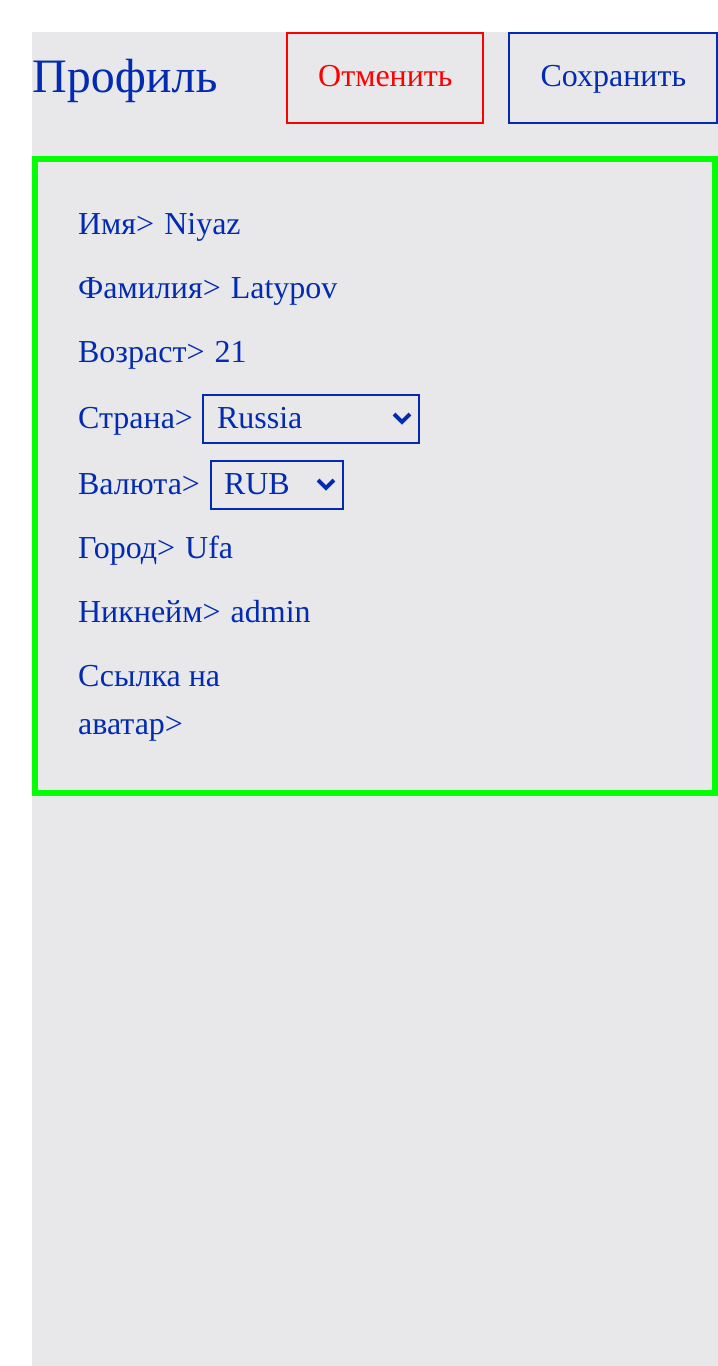 Профиль Отменить Сохранить
Имя> Niyaz
Фамилия> Latypov
Возраст> 21
Страна> Russia
Валюта> RUB
Город> Ufa
Никнейм> admin
Ссылка на
аватар>